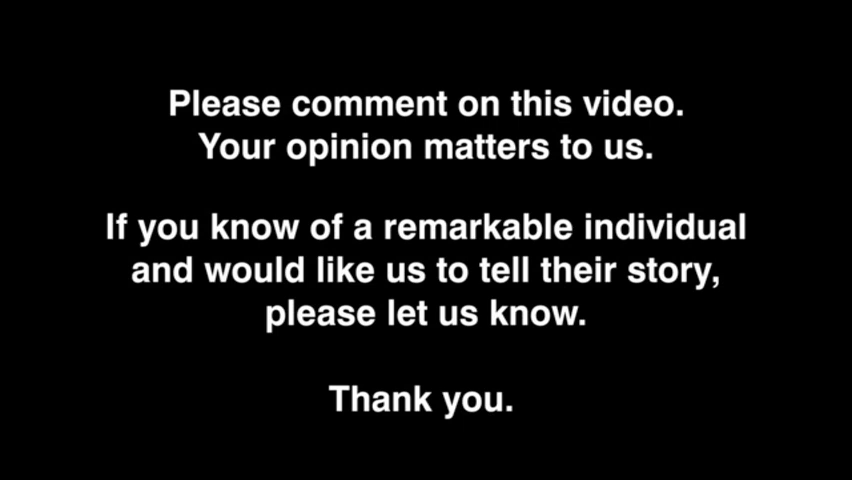 Please comment on this video.
Your opinion matters to us.
If you know of a remarkable individual
and would like us to tell their story,
please let us know.
Thank you.